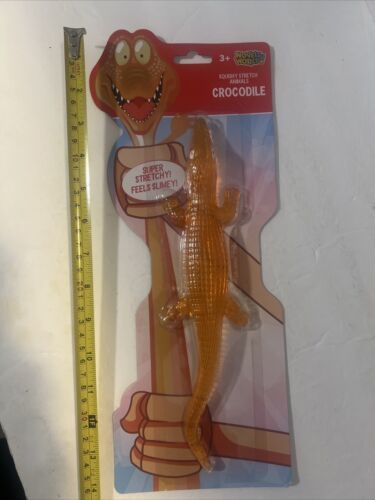 3+
SQUISHY STRETCH
ANIMALS
CROCODILE
SUPER
STRETCHY!
FEELS SLIMEY!